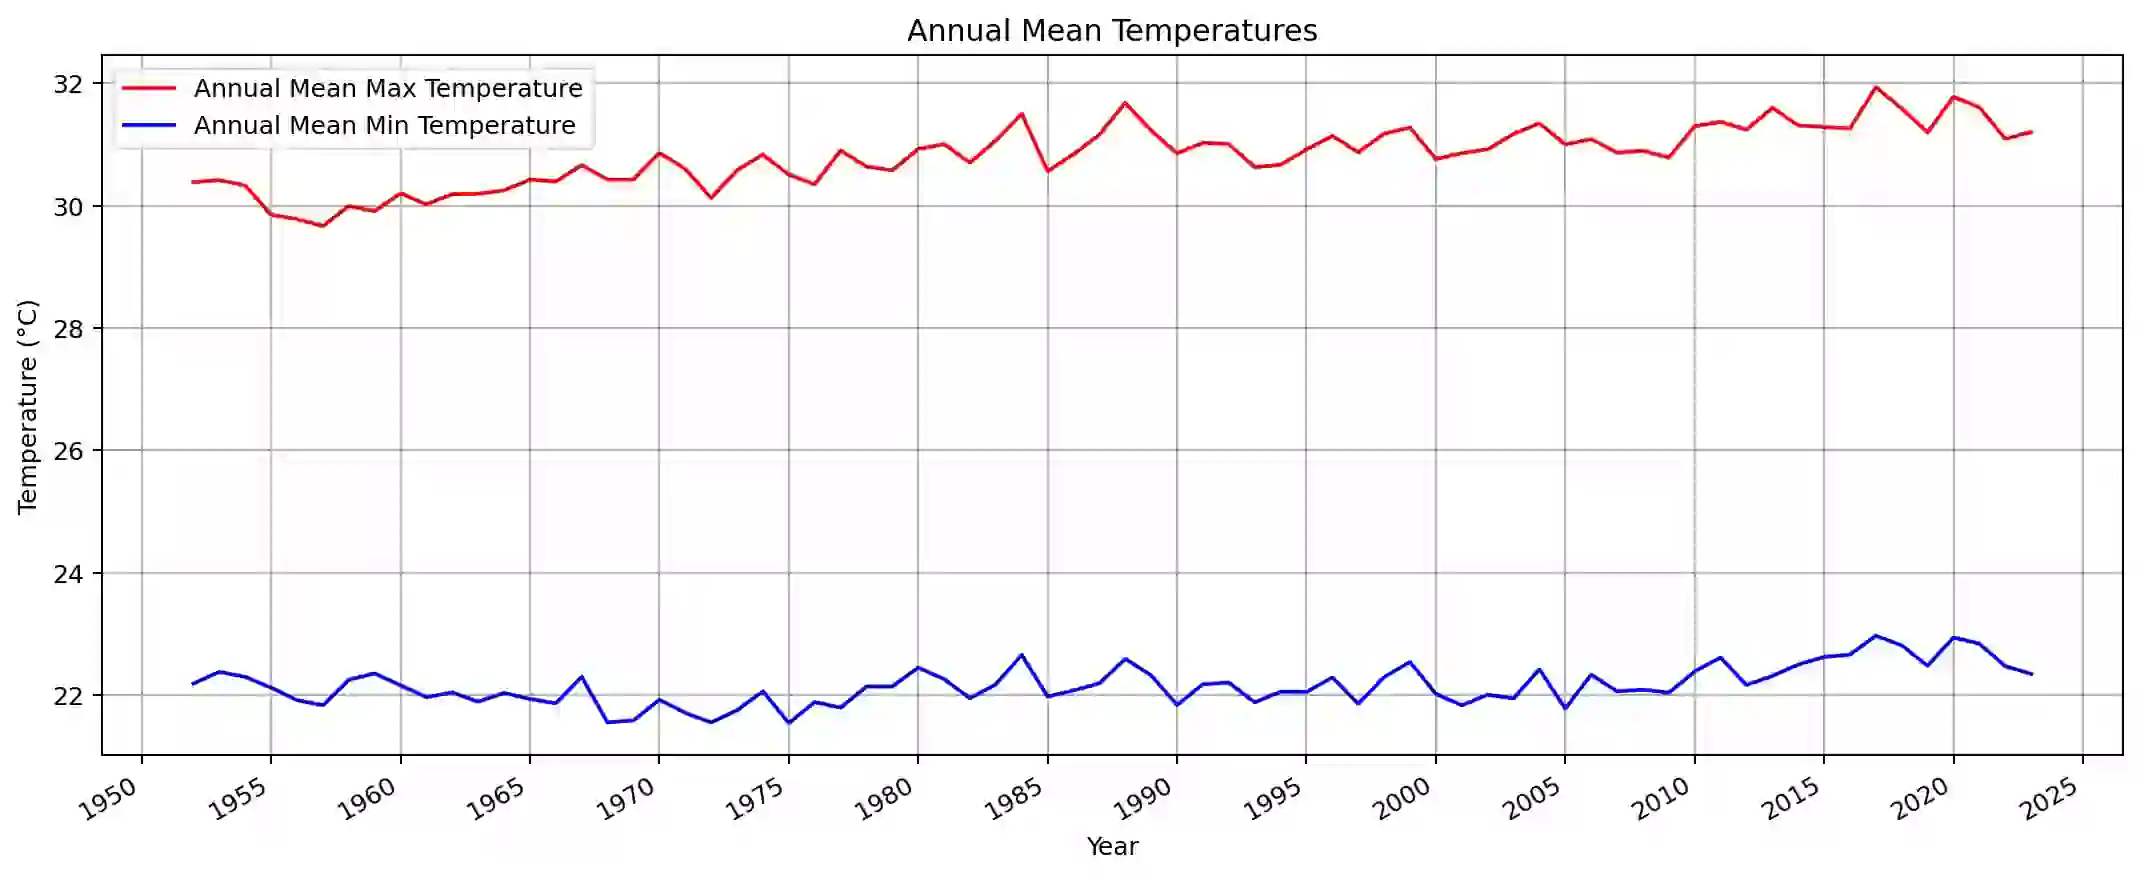 Annual Mean Temperatures
Annual Mean Max Temperature
Annual Mean Min Temperature
Temperature (°C)
32
30
28
26
24
22
1950 1955 1960 1965 1970 1975 1980 1985 1990 1995 2000 2005 2010 2015 2020 2025
Year